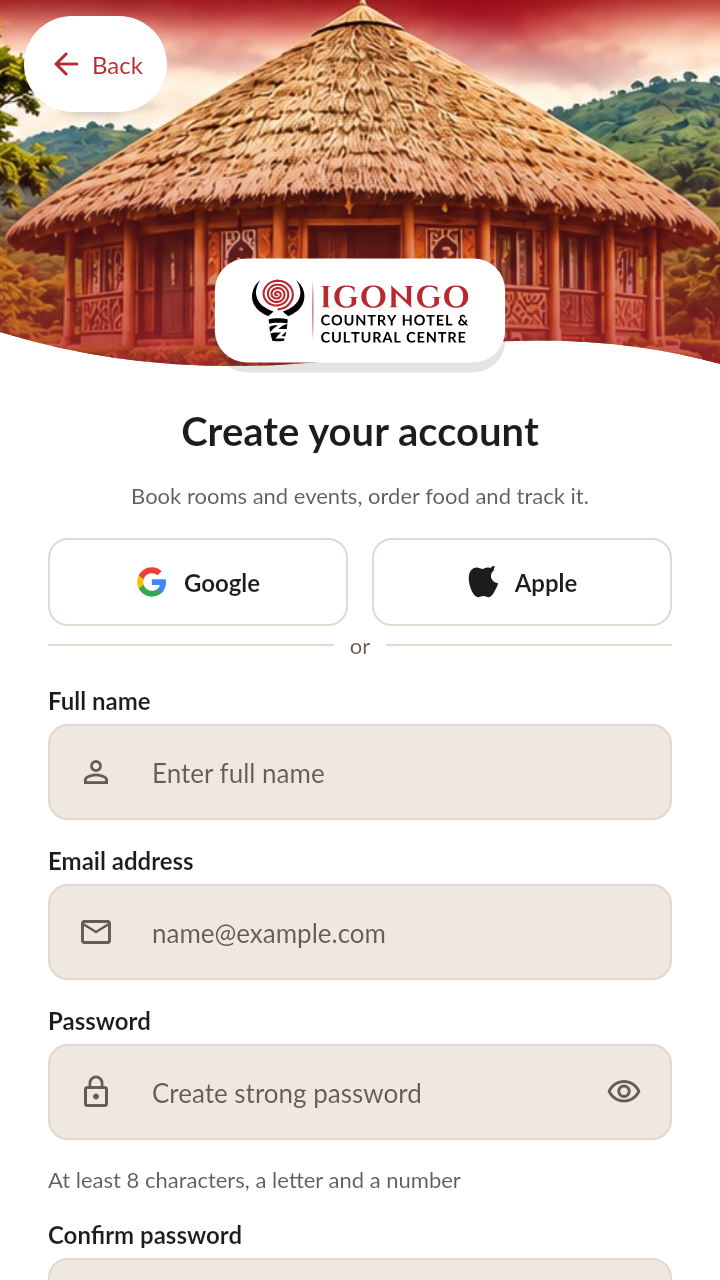 Back
IGONGO
COUNTRY HOTEL &
CULTURAL CENTRE
Create your account
Book rooms and events, order food and track it.
Google
Apple
or
Full name
Enter full name
Email address
name@example.com
Password
Create strong password
At least 8 characters, a letter and a number
Confirm password